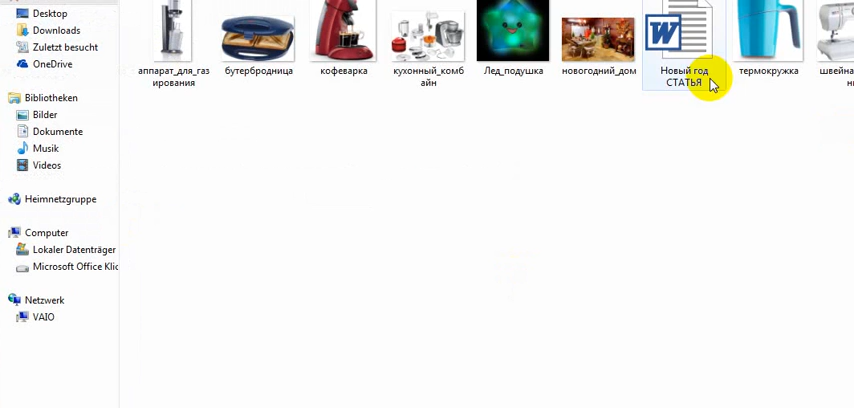 Desktop
Downloads
Zuletzt besucht
OneDrive
Bibliotheken
Bilder
Dokumente
Musik
Videos
Heimnetzgruppe
Computer
Lokaler Datenträger
Microsoft Office Klic
Netzwerk
VAIO
аппарат_для_газ
ирования
бутербродница
кофеварка
кухонный_комб
айн
Лед_подушка
новогодний_дом
W
Новый год
СТАТЬЯ
термокружка